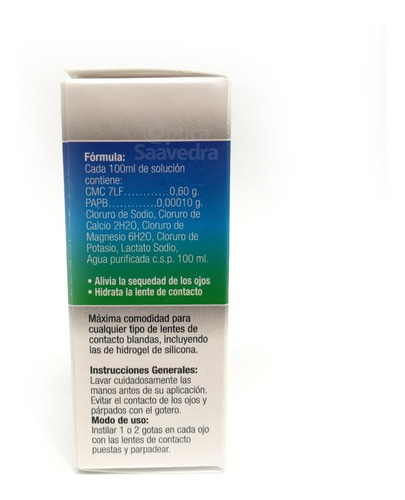 Optica
Saavedra
Fórmula:
Cada 100ml de solución
contiene:
CMC 7LF............0,60 g.
PAPB............0,00010 g.
Cloruro de Sodio, Cloruro de
Calcio 2H2O, Cloruro de
Magnesio 6H2O, Cloruro de
Potasio, Lactato Sodio,
Agua purificada c.s.p. 100 ml.
• Alivia la sequedad de los ojos
• Hidrata la lente de contacto
Máxima comodidad para
cualquier tipo de lentes de
contacto blandas, incluyendo
las de hidrogel de silicona.
Instrucciones Generales:
Lavar cuidadosamente las
manos antes de su aplicación.
Evitar el contacto de los ojos y
párpados con el gotero.
Modo de uso:
Instilar 1 o 2 gotas en cada ojo
con las lentes de contacto
puestas y parpadear.